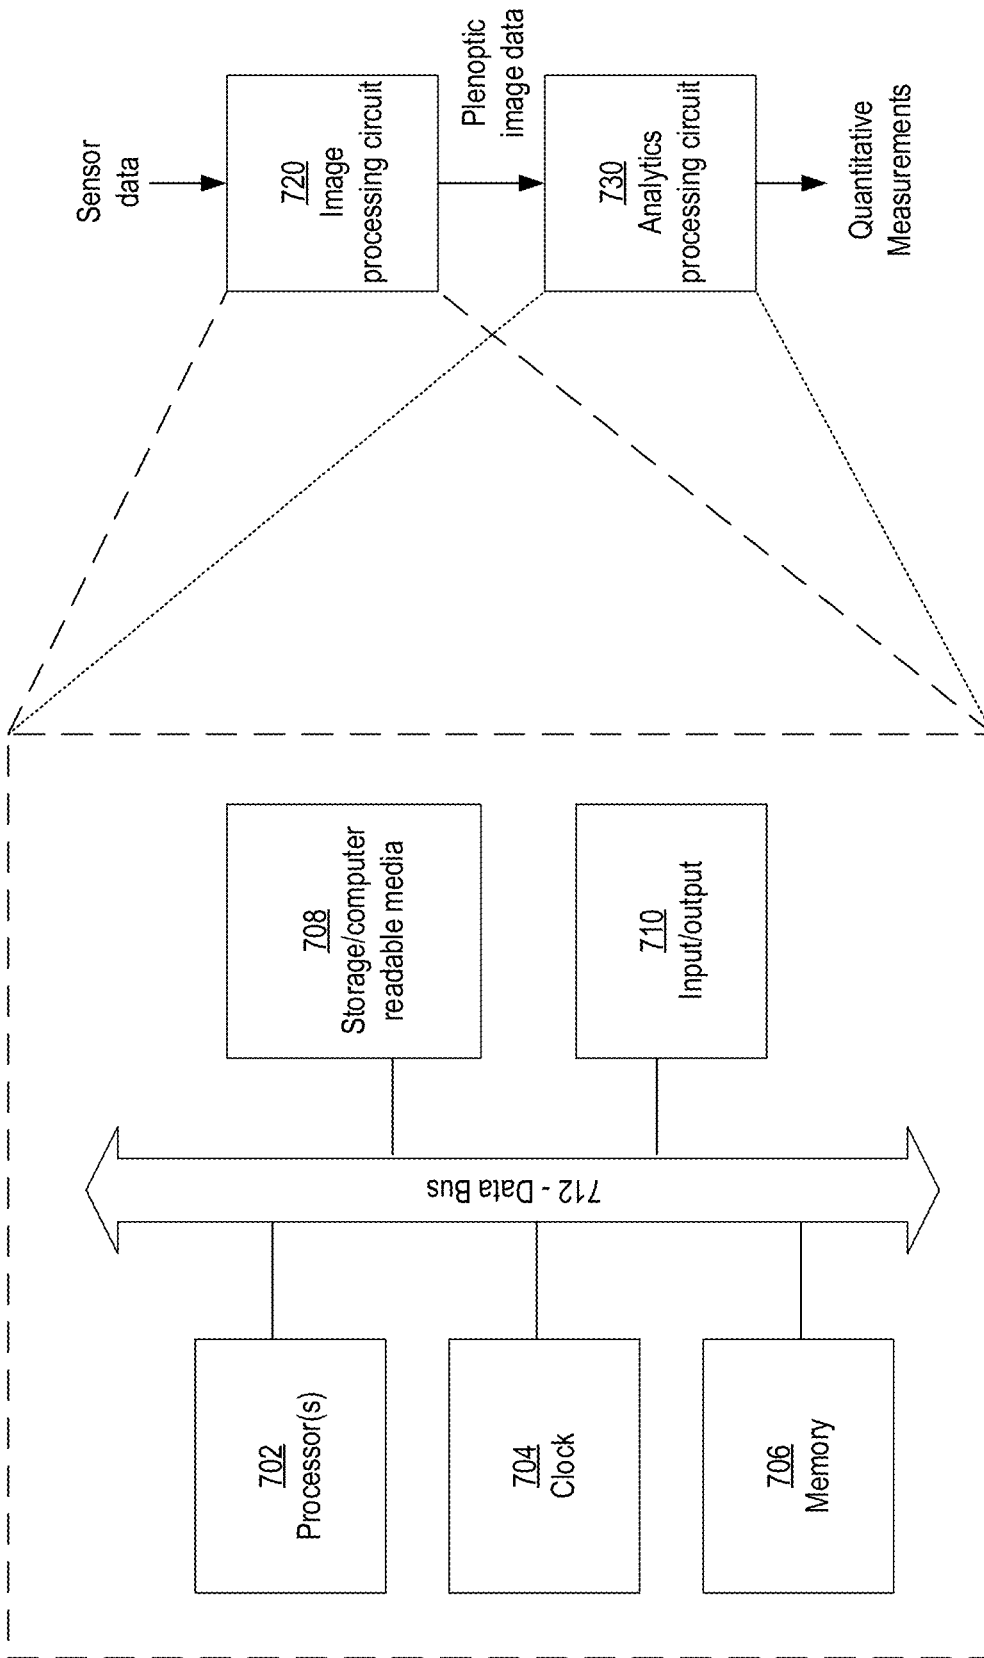 Sensor
data
720
Image
processing circuit
Plenoptic
image data
730
Analytics
processing circuit
Quantitative
Measurements
708
Storage/computer
readable media
710
Input/output
712 - Data Bus
702
Processor(s)
704
Clock
706
Memory